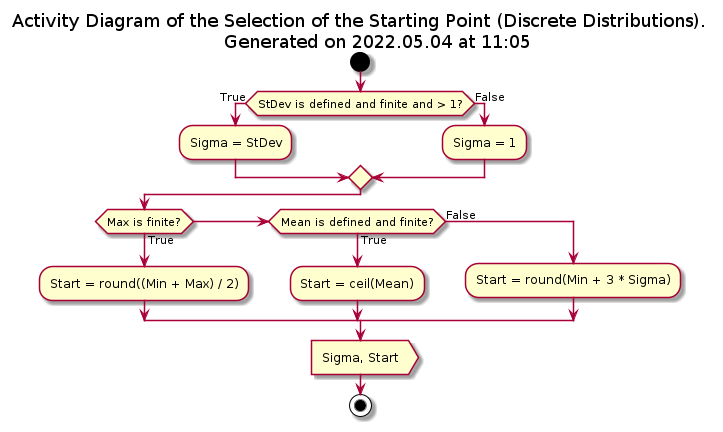 Activity Diagram of the Selection of the Starting Point (Discrete Distributions).
Generated on 2022.05.04 at 11:05
True
StDev is defined and finite and > 1?
False
Sigma = StDev
Sigma = 1
Max is finite?
Mean is defined and finite?
False
True
True
Start = round((Min + Max) / 2)
Start = ceil(Mean)
Start = round(Min + 3 * Sigma)
Sigma, Start